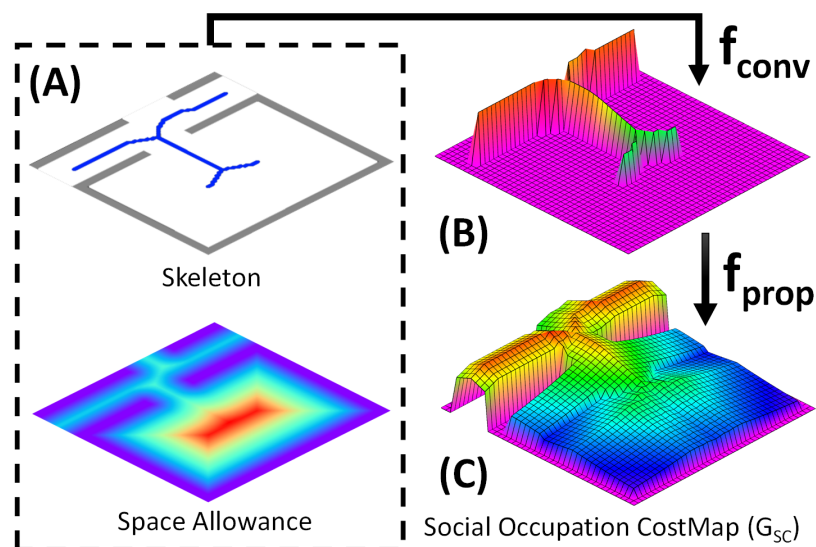 (A)
Skeleton
Space Allowance
f_conv
(B)
f_prop
(C)
Social Occupation CostMap (G_SC)